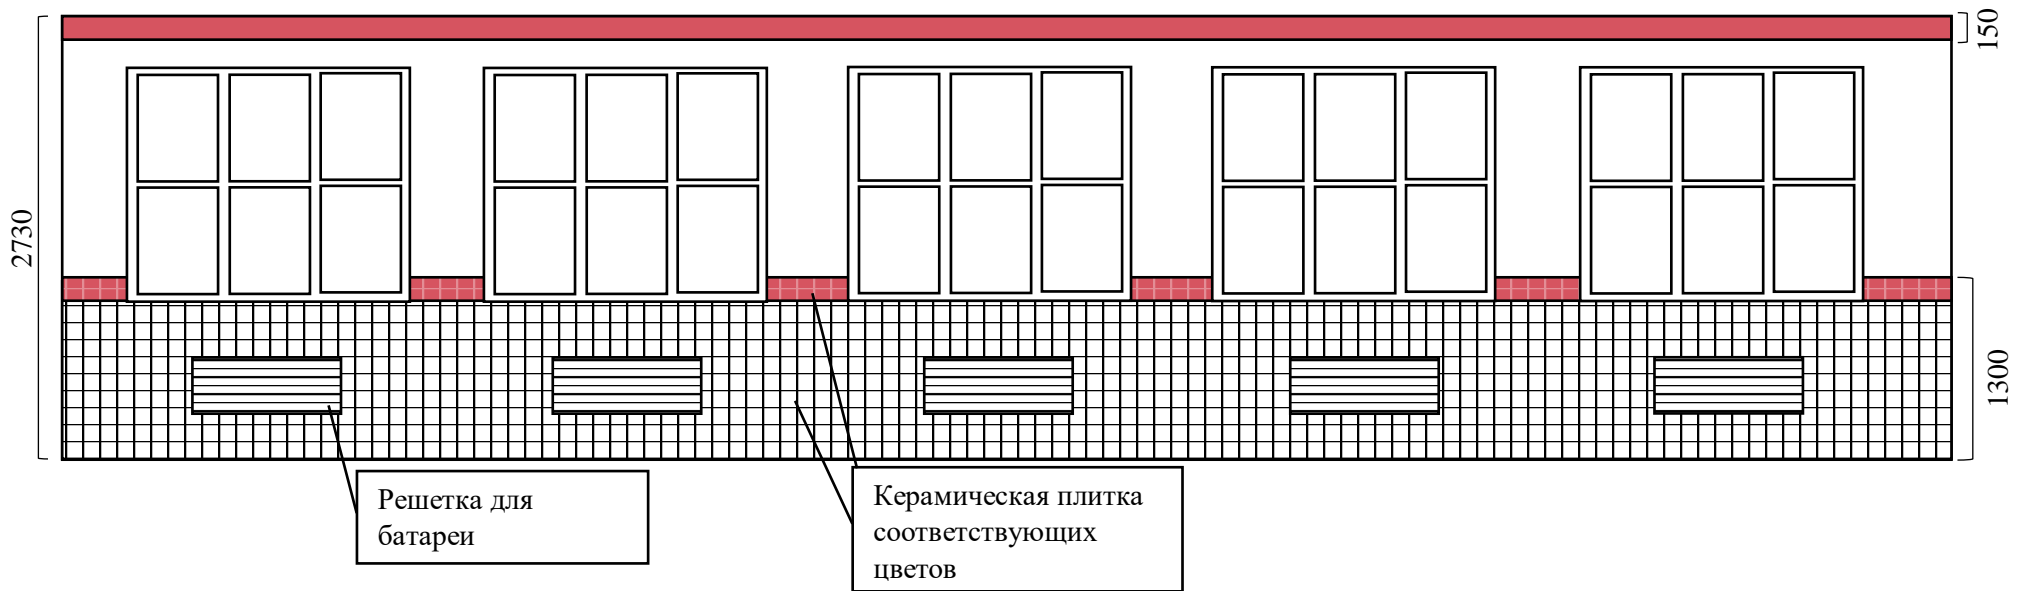 150
2730
1300
Решетка для
батареи
Керамическая плитка
соответствующих
цветов